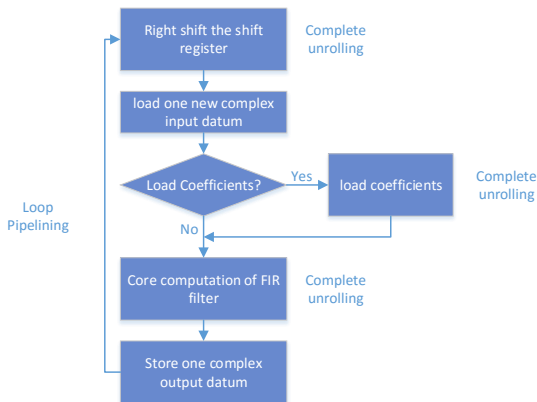 Right shift the shift
register
Complete
unrolling
load one new complex
input datum
Load Coefficients?
Yes
load coefficients
Complete
unrolling
Loop
Pipelining
No
Core computation of FIR
filter
Complete
unrolling
Store one complex
output datum